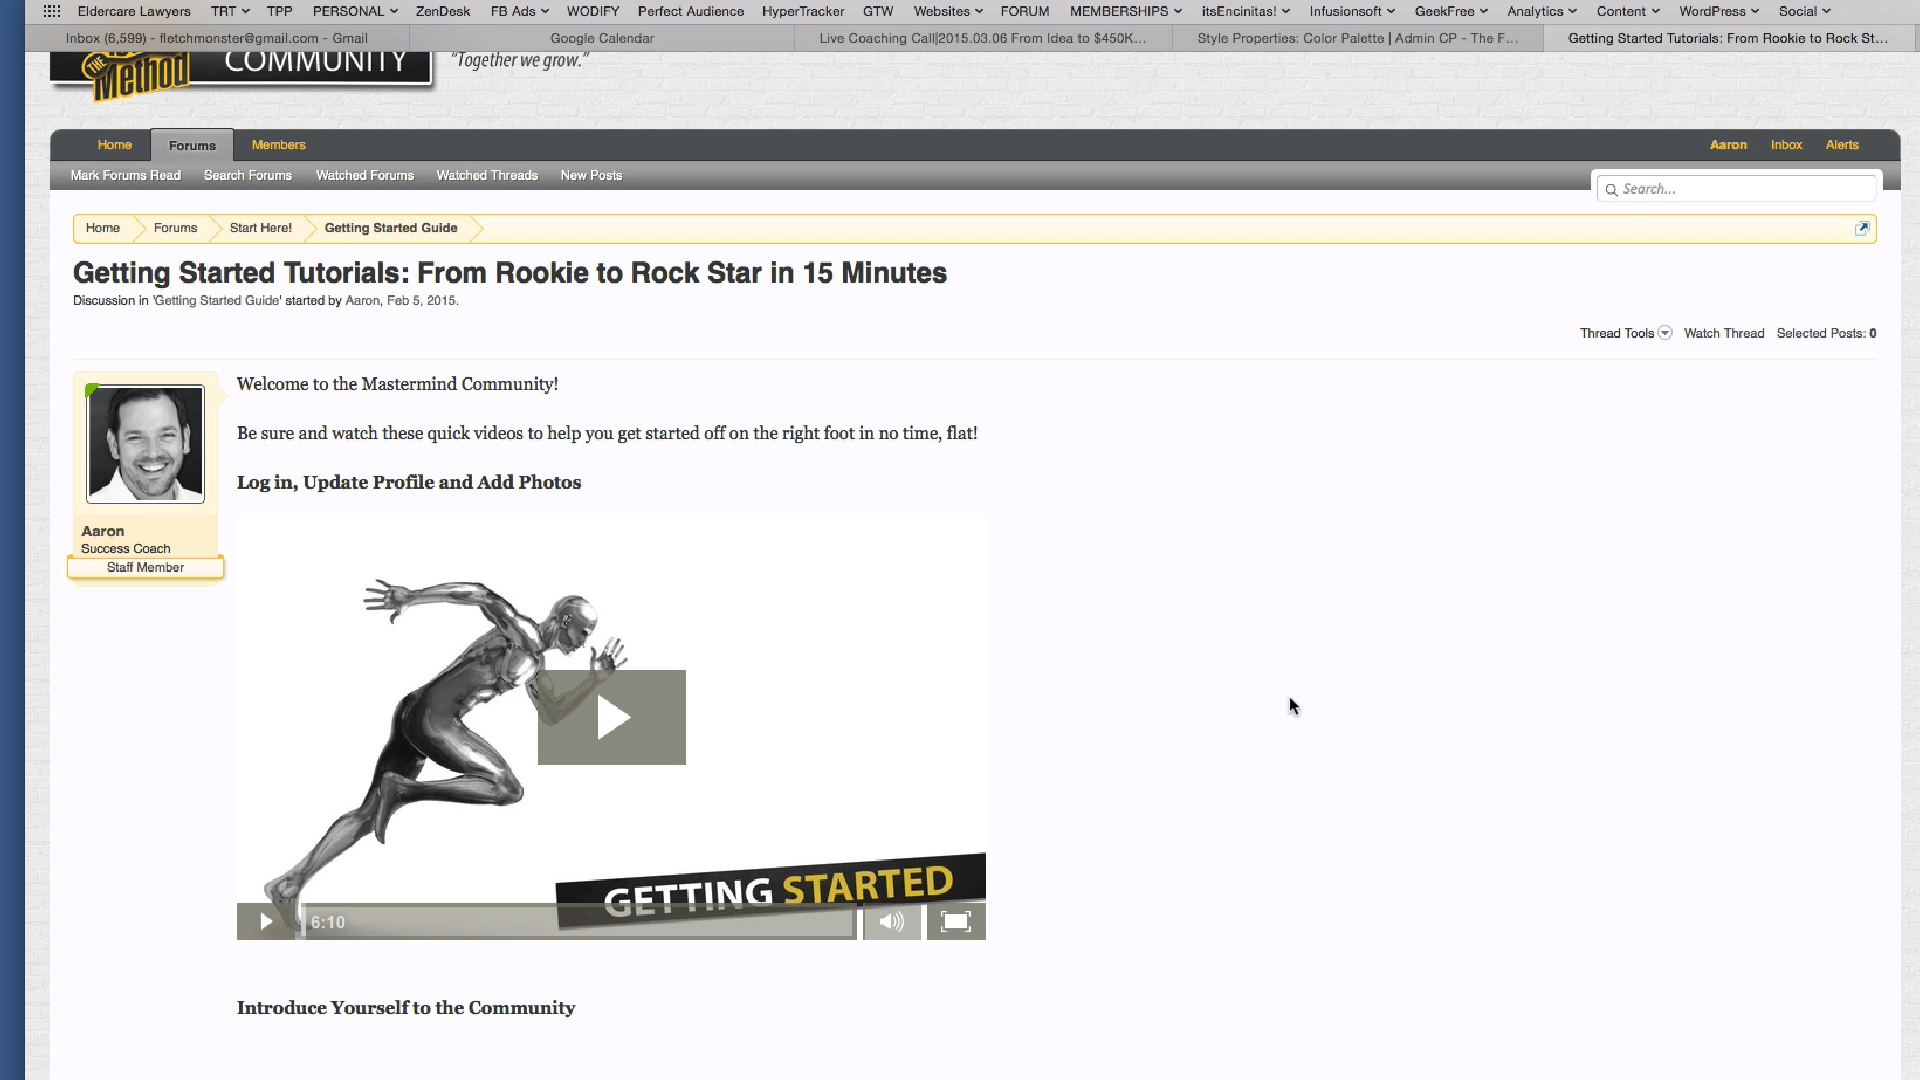 Eldercare Lawyers TRT TPP PERSONAL ZenDesk FB Ads WODIFY Perfect Audience HyperTracker GTW Websites FORUM MEMBERSHIPS itsEncinitas! Infusionsoft GeekFree Analytics Content WordPress Social
Inbox (6,599) - fletchmonster@gmail.com - Gmail Google Calendar Live Coaching Call|2015.03.06 From Idea to $450K... Style Properties: Color Palette | Admin CP - The F... Getting Started Tutorials: From Rookie to Rock St...
THE Method COMMUNITY "Together we grow."
Home Forums Members Aaron Inbox Alerts
Mark Forums Read Search Forums Watched Forums Watched Threads New Posts
Search...
Home Forums Start Here! Getting Started Guide
Getting Started Tutorials: From Rookie to Rock Star in 15 Minutes
Discussion in 'Getting Started Guide' started by Aaron, Feb 5, 2015.
Thread Tools Watch Thread Selected Posts: 0
Welcome to the Mastermind Community!
Be sure and watch these quick videos to help you get started off on the right foot in no time, flat!
Log in, Update Profile and Add Photos
Aaron
Success Coach
Staff Member
GETTING STARTED
6:10
Introduce Yourself to the Community